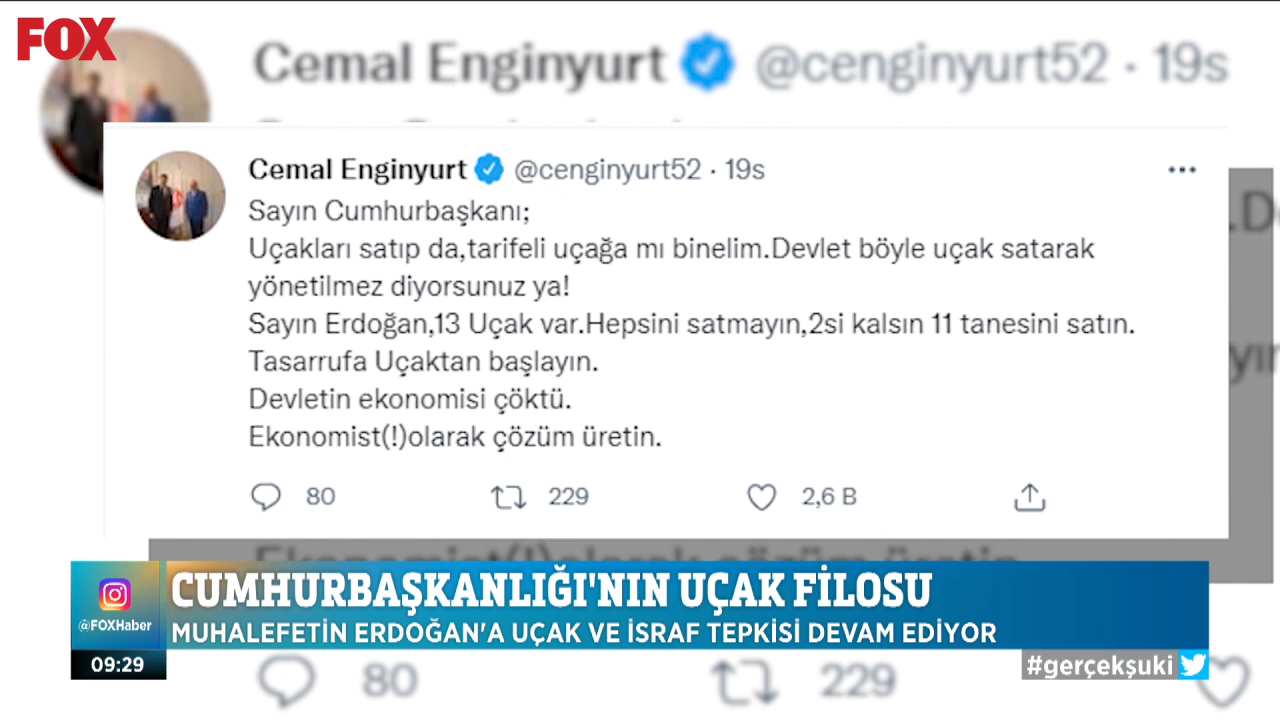 FOX
Cemal Enginyurt @cenginyurt52 · 19s
Cemal Enginyurt @cenginyurt52 · 19s
Sayın Cumhurbaşkanı;
Uçakları satıp da,tarifeli uçağa mı binelim.Devlet böyle uçak satarak
yönetilmez diyorsunuz ya!
Sayın Erdoğan,13 Uçak var.Hepsini satmayın,2si kalsın 11 tanesini satın.
Tasarrufa Uçaktan başlayın.
Devletin ekonomisi çöktü.
Ekonomist(!)olarak çözüm üretin.
80 229 2,6 B
CUMHURBAŞKANLIĞI'NIN UÇAK FİLOSU
@FOXHaber
MUHALEFETİN ERDOĞAN'A UÇAK VE İSRAF TEPKİSİ DEVAM EDİYOR
09:29
#gerçekşuki
80 229